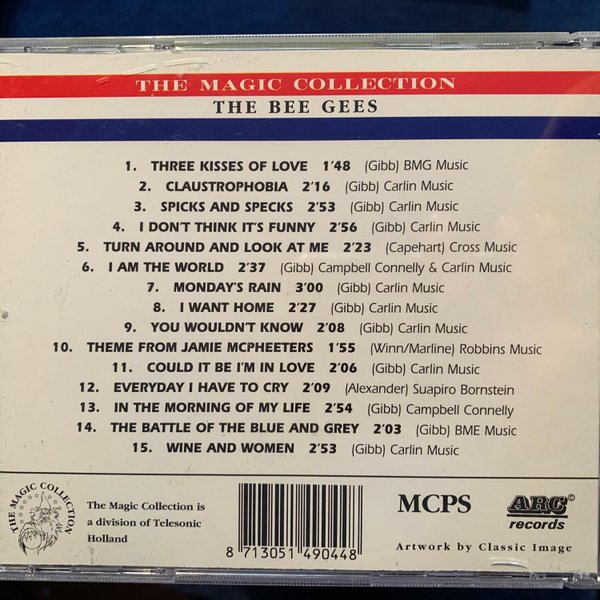 THE MAGIC COLLECTION
THE BEE GEES
1. THREE KISSES OF LOVE 1'48 (Gibb) BMG Music
2. CLAUSTROPHOBIA 2'16 (Gibb) Carlin Music
3. SPICKS AND SPECKS 2'53 (Gibb) Carlin Music
4. I DON'T THINK IT'S FUNNY 2'56 (Gibb) Carlin Music
5. TURN AROUND AND LOOK AT ME 2'23 (Capehart) Cross Music
6. I AM THE WORLD 2'37 (Gibb) Campbell Connelly & Carlin Music
7. MONDAY'S RAIN 3'00 (Gibb) Carlin Music
8. I WANT HOME 2'27 (Gibb) Carlin Music
9. YOU WOULDN'T KNOW 2'08 (Gibb) Carlin Music
10. THEME FROM JAMIE MCPHEETERS 1'55 (Winn/Marline) Robbins Music
11. COULD IT BE I'M IN LOVE 2'06 (Gibb) Carlin Music
12. EVERYDAY I HAVE TO CRY 2'09 (Alexander) Suapiro Bornstein
13. IN THE MORNING OF MY LIFE 2'54 (Gibb) Campbell Connelly
14. THE BATTLE OF THE BLUE AND GREY 2'03 (Gibb) BME Music
15. WINE AND WOMEN 2'53 (Gibb) Carlin Music
THE MAGIC COLLECTION
The Magic Collection is
a division of Telesonic
Holland
8 713051 490448
MCPS
ARC©
records
Artwork by Classic Image